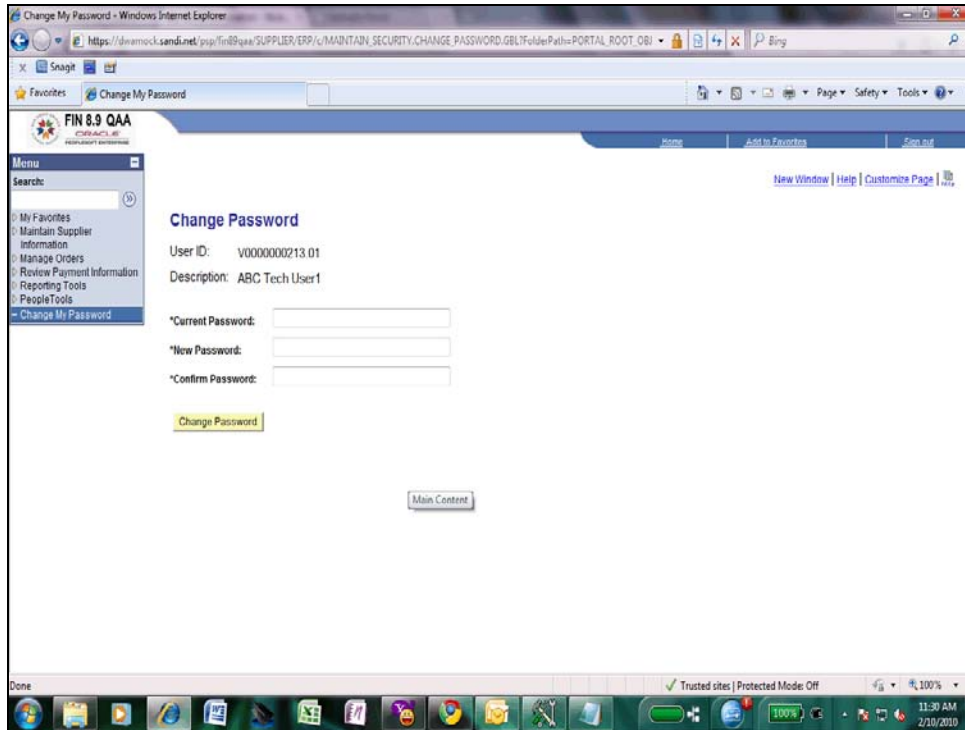 Change My Password - Windows Internet Explorer
https://dwamock.sandi.net/psp/fin89qaa/SUPPLIER/ERP/c/MAINTAIN_SECURITY.CHANGE_PASSWORD.GBL?FolderPath=PORTAL_ROOT_OBJ
Bing
X Snagit
Favorites Change My Password
Page Safety Tools
FIN 8.9 QAA
ORACLE
PEOPLESOFT ENTERPRISE
Home Add to Favorites Sign out
Menu
New Window | Help | Customize Page |
Search:
My Favorites
Maintain Supplier
Information
Manage Orders
Review Payment Information
Reporting Tools
PeopleTools
Change My Password
Change Password
User ID: V0000000213.01
Description: ABC Tech User1
*Current Password:
*New Password:
*Confirm Password:
Change Password
Main Content
Done
Trusted sites | Protected Mode: Off
100%
100%
11:30 AM
2/10/2010